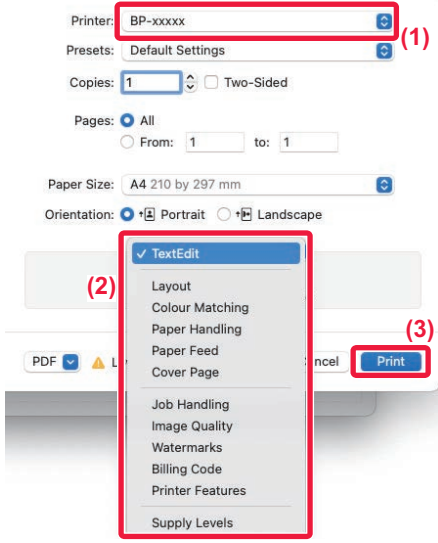 Printer: BP-xxxxx
(1)
Presets: Default Settings
Copies: 1 Two-Sided
Pages: All
From: 1 to: 1
Paper Size: A4 210 by 297 mm
Orientation: Portrait Landscape
(2)
✓ TextEdit
Layout
Colour Matching
Paper Handling
Paper Feed
Cover Page
(3)
PDF L ncel Print
Job Handling
Image Quality
Watermarks
Billing Code
Printer Features
Supply Levels